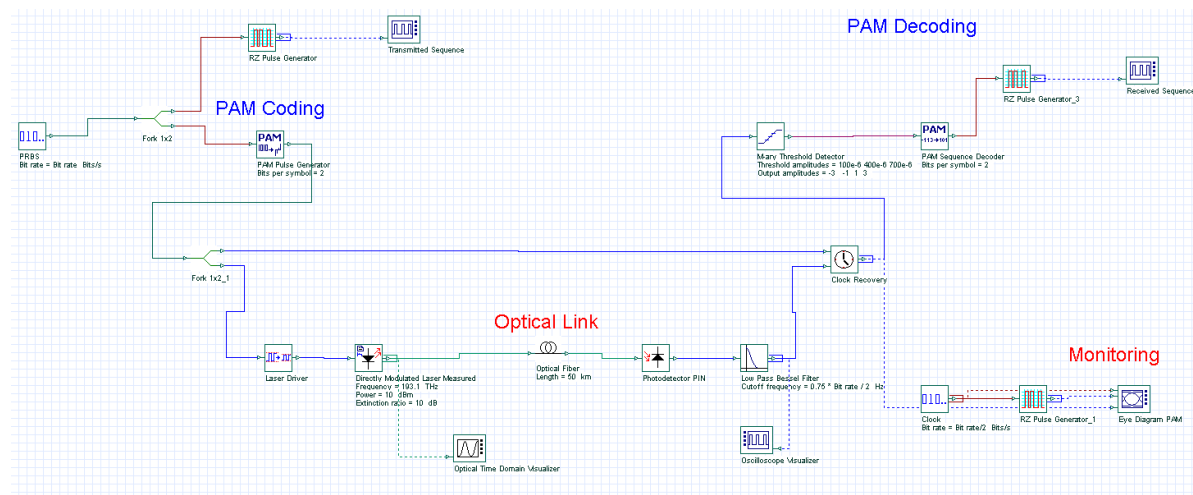 PAM Decoding
Transmitted Sequence
RZ Pulse Generator
Received Sequence
RZ Pulse Generator_3
PAM Coding
010..
PRBS
Bit rate = Bit rate Bits/s
Fork 1x2
PAM
PAM Pulse Generator
Bits per symbol = 2
M-ary Threshold Detector
Threshold amplitudes = 100e-6 400e-6 700e-6
Output amplitudes = -3 -1 1 3
PAM
PAM Sequence Decoder
Bits per symbol = 2
Fork 1x2_1
Clock Recovery
Optical Link
Monitoring
Laser Driver
Directly Modulated Laser Measured
Frequency = 193.1 THz
Power = 10 dBm
Extinction ratio = 10 dB
Optical Fiber
Length = 50 km
Photodetector PIN
Low Pass Bessel Filter
Cutoff frequency = 0.75 * Bit rate / 2 Hz
010..
Clock
Bit rate = Bit rate/2 Bits/s
RZ Pulse Generator_1
Eye Diagram PAM
Optical Time Domain Visualizer
Oscilloscope Visualizer